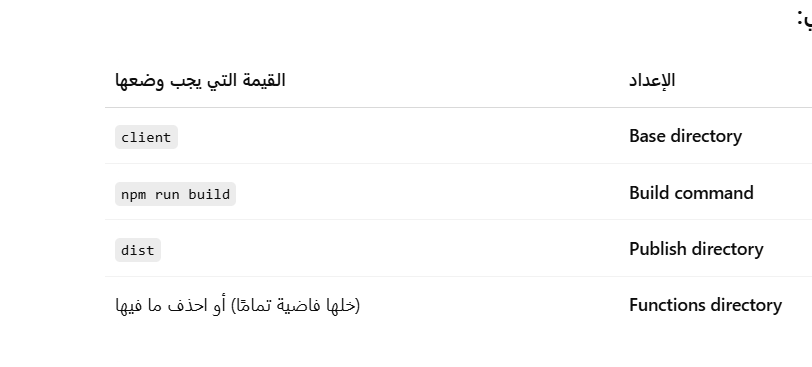 ي:
الإعداد القيمة التي يجب وضعها
Base directory client
Build command npm run build
Publish directory dist
Functions directory (خلها فاضية تمامًا) أو احذف ما فيها